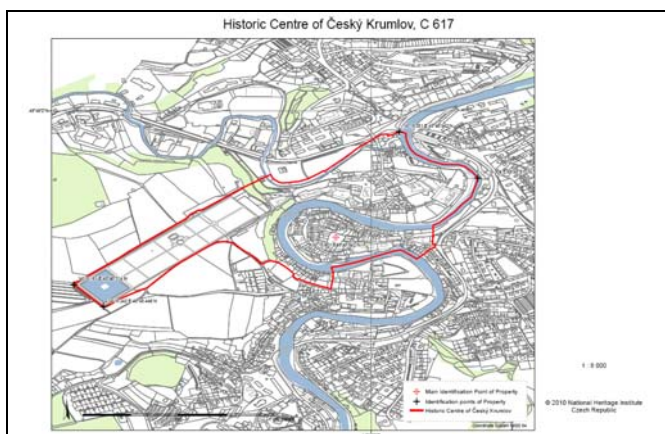 Historic Centre of Český Krumlov, C 617
1 : 5 000
Main Identification Point of Property
Identification points of Property
Historic Centre of Český Krumlov
© 2010 National Heritage Institute
Czech Republic